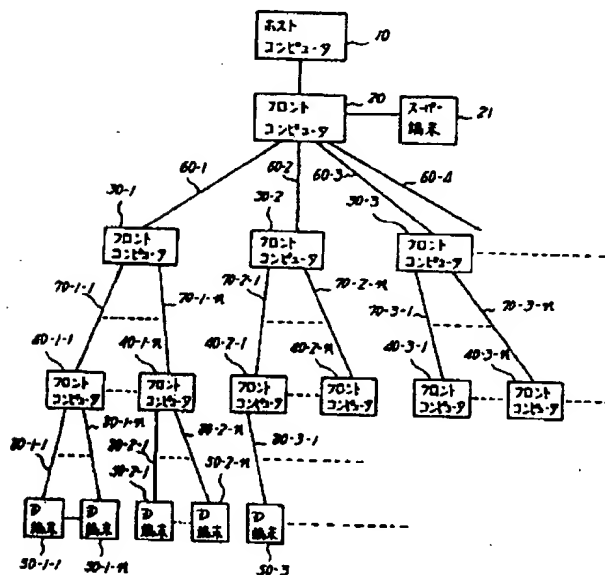 ホスト
コンピュータ
10
フロント
コンピュータ
20
スーパー
端末
21
60-1
60-2
60-3
60-4
30-1
30-2
30-3
フロント
コンピュータ
フロント
コンピュータ
フロント
コンピュータ
70-1-1
70-1-n
70-2-1
70-2-n
70-3-1
70-3-n
40-1-1
40-1-n
40-2-1
40-2-n
40-3-1
40-3-n
フロント
コンピュータ
フロント
コンピュータ
フロント
コンピュータ
フロント
コンピュータ
フロント
コンピュータ
フロント
コンピュータ
80-1-1
80-1-n
80-2-1
80-2-n
80-3-1
50-2-1
50-2-n
D
端末
D
端末
D
端末
D
端末
D
端末
50-1-1
50-1-n
50-3